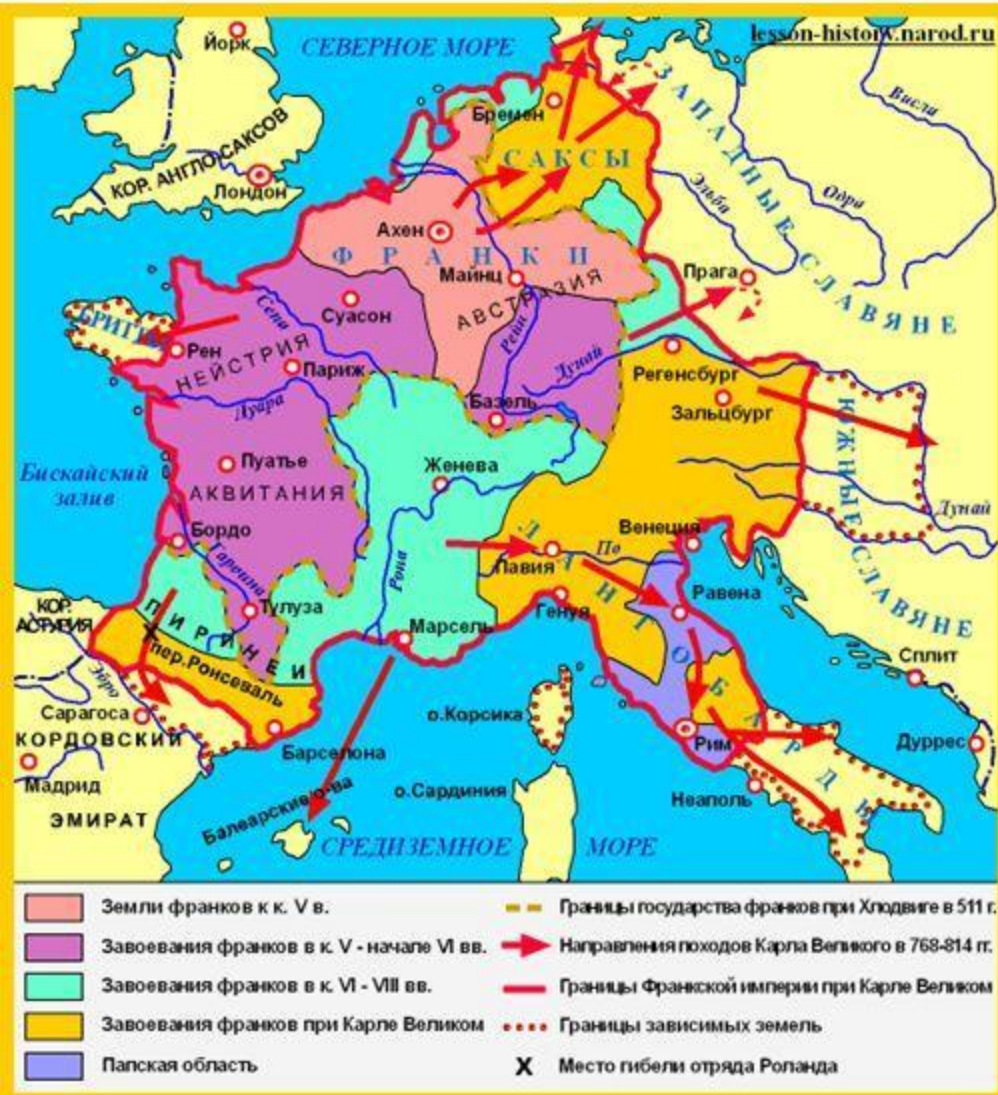 lesson-history.narod.ru
Йорк
СЕВЕРНОЕ МОРЕ
Висла
Бремен
ЗАПАДНЫЕ СЛАВЯНЕ
КОР. АНГЛО САКСОВ
САКСЫ
Лондон
Эльба
Одра
Ахен
ФРАНКИ
Майнц
АВСТРАЗИЯ
Прага
Суасон
Сена
Рейн
БРИТТЫ
Рен
НЕЙСТРИЯ
Париж
Дунай
Регенсбург
Луара
Базель
Зальцбург
ЮЖНЫЕ СЛАВЯНЕ
Бискайский
залив
Пуатье
Женева
АКВИТАНИЯ
Дунай
Бордо
Венеция
ЛАНГОБАРДЫ
По
Павия
Гаронна
Рона
КОР.
АСТУРИЯ
Генуя
Равена
Тулуза
ПИРИНЕИ
Марсель
Х
пер.Ронсеваль
Сплит
Эбро
Сарагоса
о.Корсика
КОРДОВСКИЙ
Рим
Дуррес
Барселона
Мадрид
о.Сардиния
Неаполь
Балеарские о-ва
ЭМИРАТ
СРЕДИЗЕМНОЕ МОРЕ
Земли франков к к. V в.
Завоевания франков в к. V - начале VI вв.
Завоевания франков в к. VI - VIII вв.
Завоевания франков при Карле Великом
Папская область
Границы государства франков при Хлодвиге в 511 г.
Направления походов Карла Великого в 768-814 гг.
Границы Франкской империи при Карле Великом
Границы зависимых земель
Х Место гибели отряда Роланда